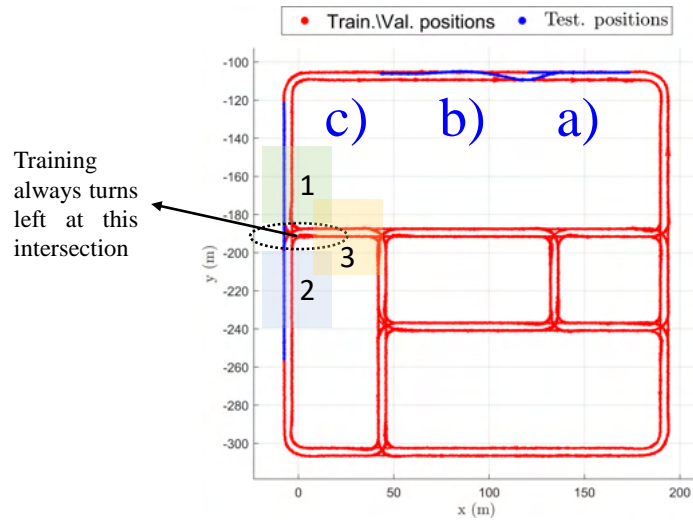 Train.\Val. positions Test. positions
-100
-120
-140
-160
-180
-200
-220
-240
-260
-280
-300
y (m)
c) b) a)
Training
always turns
left at this
intersection
1
3
2
0 50 100 150 200
x (m)